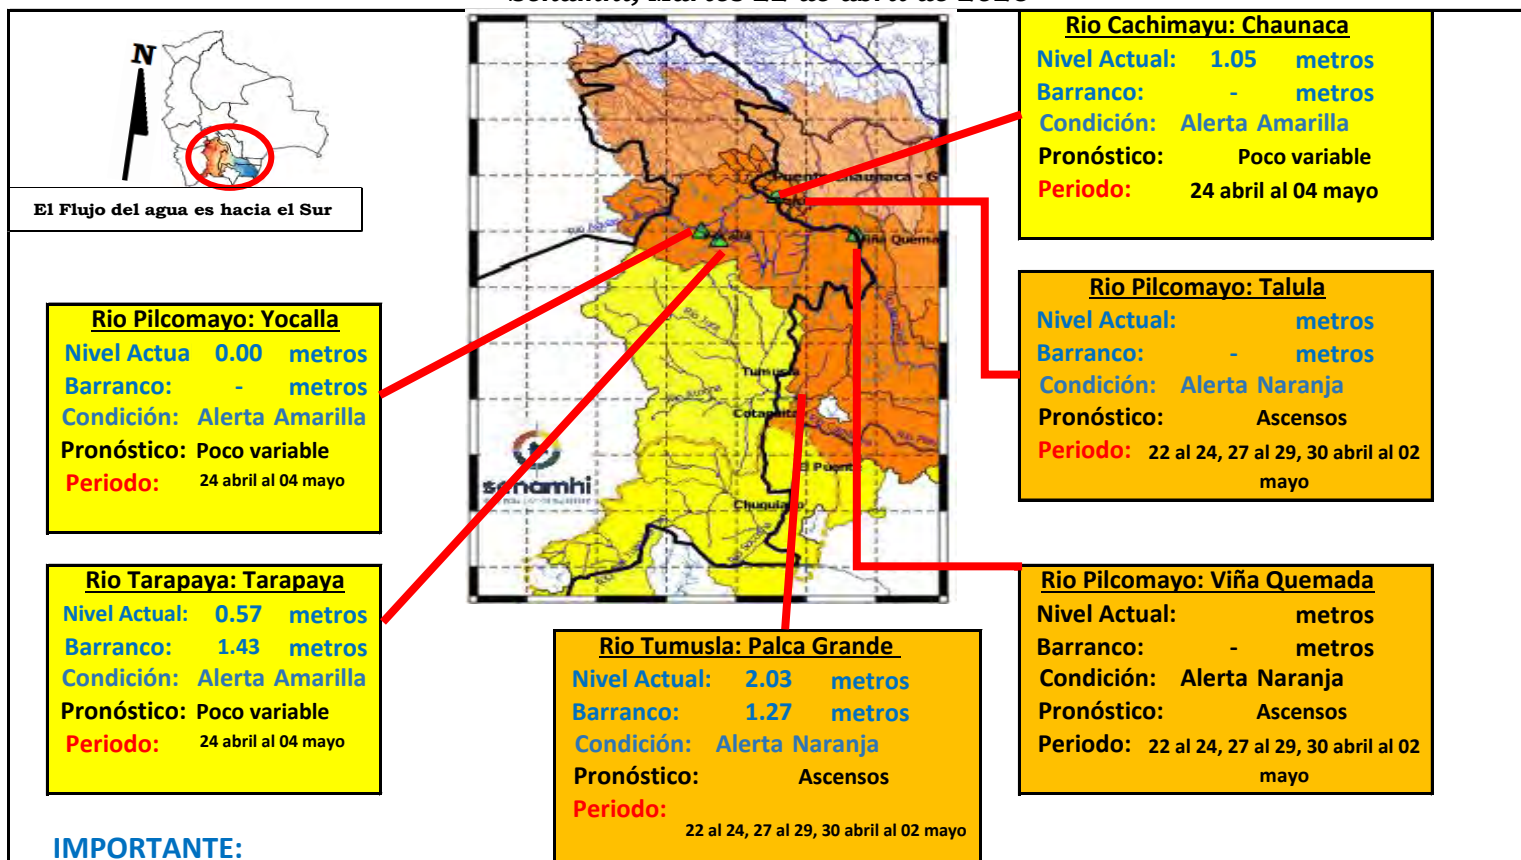 N
El Flujo del agua es hacia el Sur
Rio Pilcomayo: Yocalla
Nivel Actua 0.00 metros
Barranco: - metros
Condición: Alerta Amarilla
Pronóstico: Poco variable
Periodo: 24 abril al 04 mayo
Rio Tarapaya: Tarapaya
Nivel Actual: 0.57 metros
Barranco: 1.43 metros
Condición: Alerta Amarilla
Pronóstico: Poco variable
Periodo: 24 abril al 04 mayo
IMPORTANTE:
Puente Chaunaca - G
Viña Quema
Tumusla
Cotagaita
El Puente
Chuquiago
senamhi
Rio Tumusla: Palca Grande
Nivel Actual: 2.03 metros
Barranco: 1.27 metros
Condición: Alerta Naranja
Pronóstico: Ascensos
Periodo:
22 al 24, 27 al 29, 30 abril al 02 mayo
Rio Cachimayu: Chaunaca
Nivel Actual: 1.05 metros
Barranco: - metros
Condición: Alerta Amarilla
Pronóstico: Poco variable
Periodo: 24 abril al 04 mayo
Rio Pilcomayo: Talula
Nivel Actual: metros
Barranco: - metros
Condición: Alerta Naranja
Pronóstico: Ascensos
Periodo: 22 al 24, 27 al 29, 30 abril al 02
mayo
Rio Pilcomayo: Viña Quemada
Nivel Actual: metros
Barranco: - metros
Condición: Alerta Naranja
Pronóstico: Ascensos
Periodo: 22 al 24, 27 al 29, 30 abril al 02
mayo